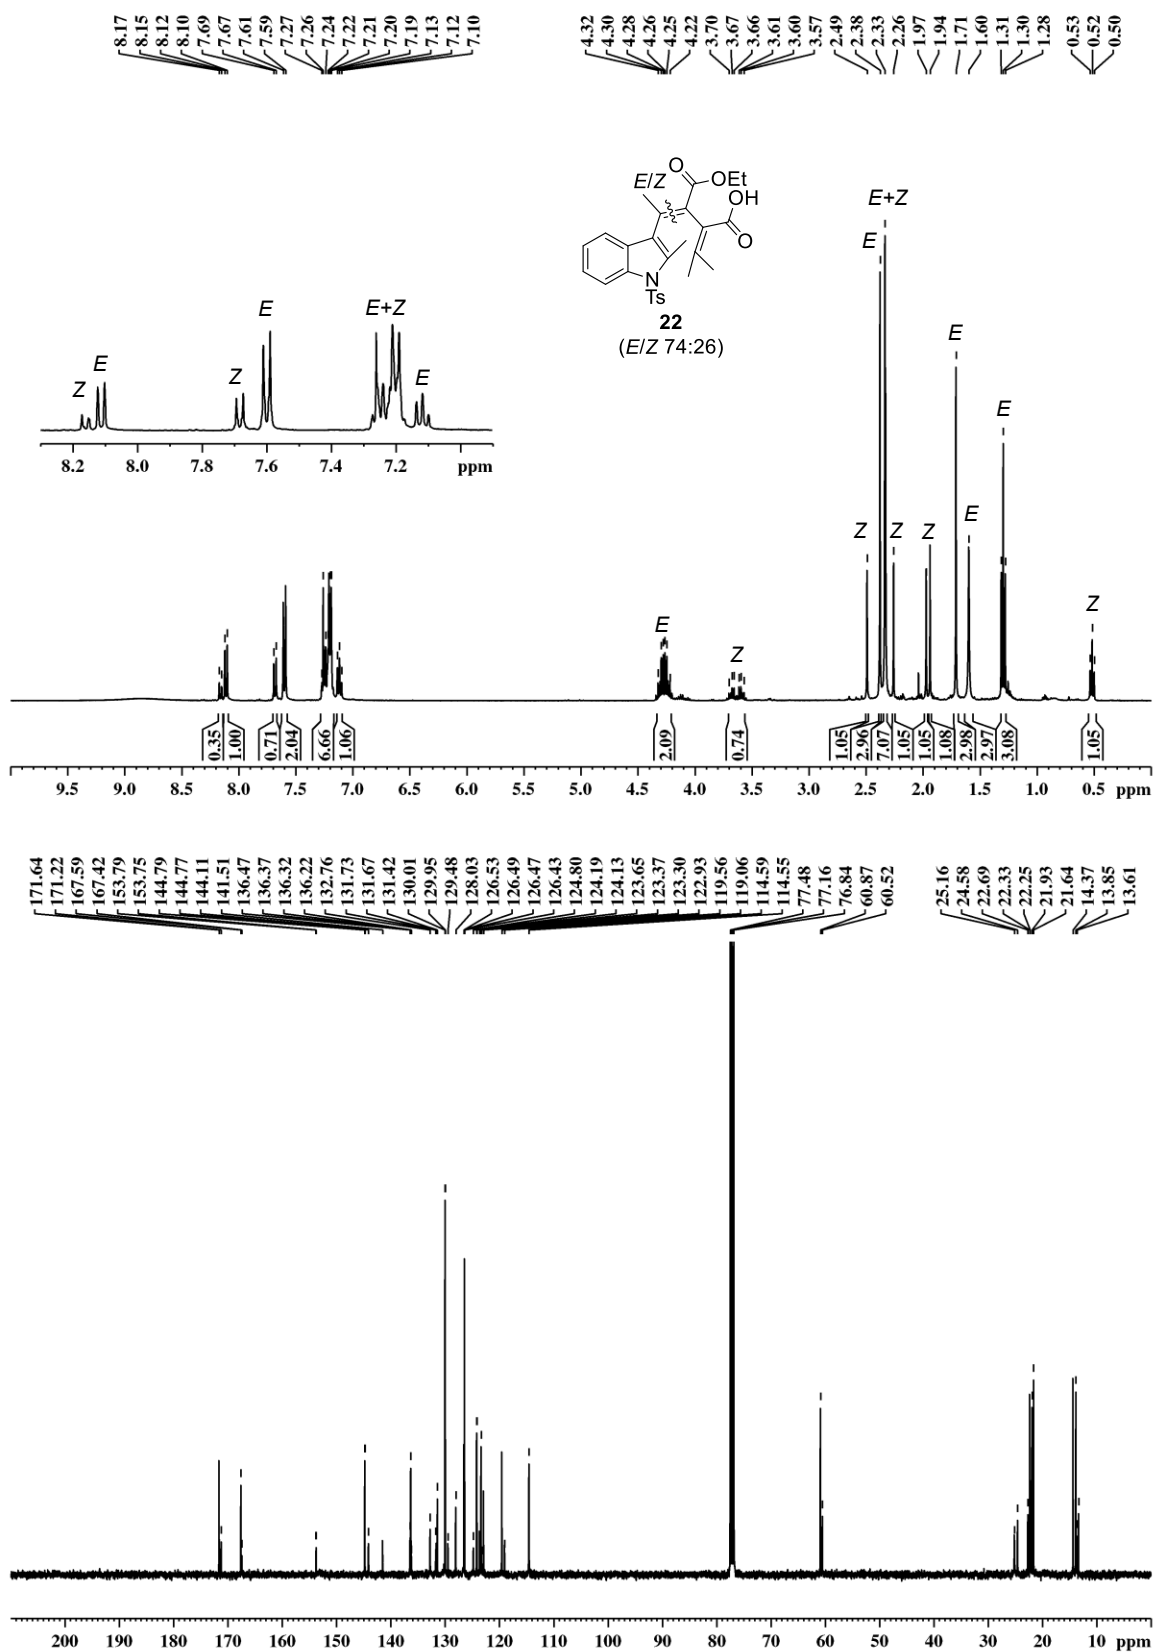 8.17 8.15 8.12 8.10 7.69 7.67 7.61 7.59 7.27 7.26 7.24 7.22 7.21 7.20 7.19 7.13 7.12 7.10 4.32 4.30 4.28 4.26 4.25 4.22 3.70 3.67 3.66 3.61 3.60 3.57 2.49 2.38 2.33 2.26 1.97 1.94 1.71 1.60 1.31 1.30 1.28 0.53 0.52 0.50
O
E/Z OEt
OH
O
N
Ts
22
(E/Z 74:26)
E+Z
E
E
Z E Z E E+Z E
8.2 8.0 7.8 7.6 7.4 7.2 ppm
E
Z Z Z E
E Z Z
0.35 1.00 0.71 2.04 6.66 1.06 2.09 0.74 1.05 2.96 7.07 1.05 1.05 1.08 2.98 2.97 3.08 1.05
9.5 9.0 8.5 8.0 7.5 7.0 6.5 6.0 5.5 5.0 4.5 4.0 3.5 3.0 2.5 2.0 1.5 1.0 0.5 ppm
171.64 171.22 167.59 167.42 153.79 153.75 144.79 144.77 144.11 141.51 136.47 136.37 136.32 136.22 132.76 131.73 131.67 131.42 130.01 129.95 129.48 128.03 126.53 126.49 126.47 126.43 124.80 124.19 124.13 123.65 123.37 123.30 122.93 119.56 119.06 114.59 114.55 77.48 77.16 76.84 60.87 60.52 25.16 24.58 22.69 22.33 22.25 21.93 21.64 14.37 13.85 13.61
200 190 180 170 160 150 140 130 120 110 100 90 80 70 60 50 40 30 20 10 ppm